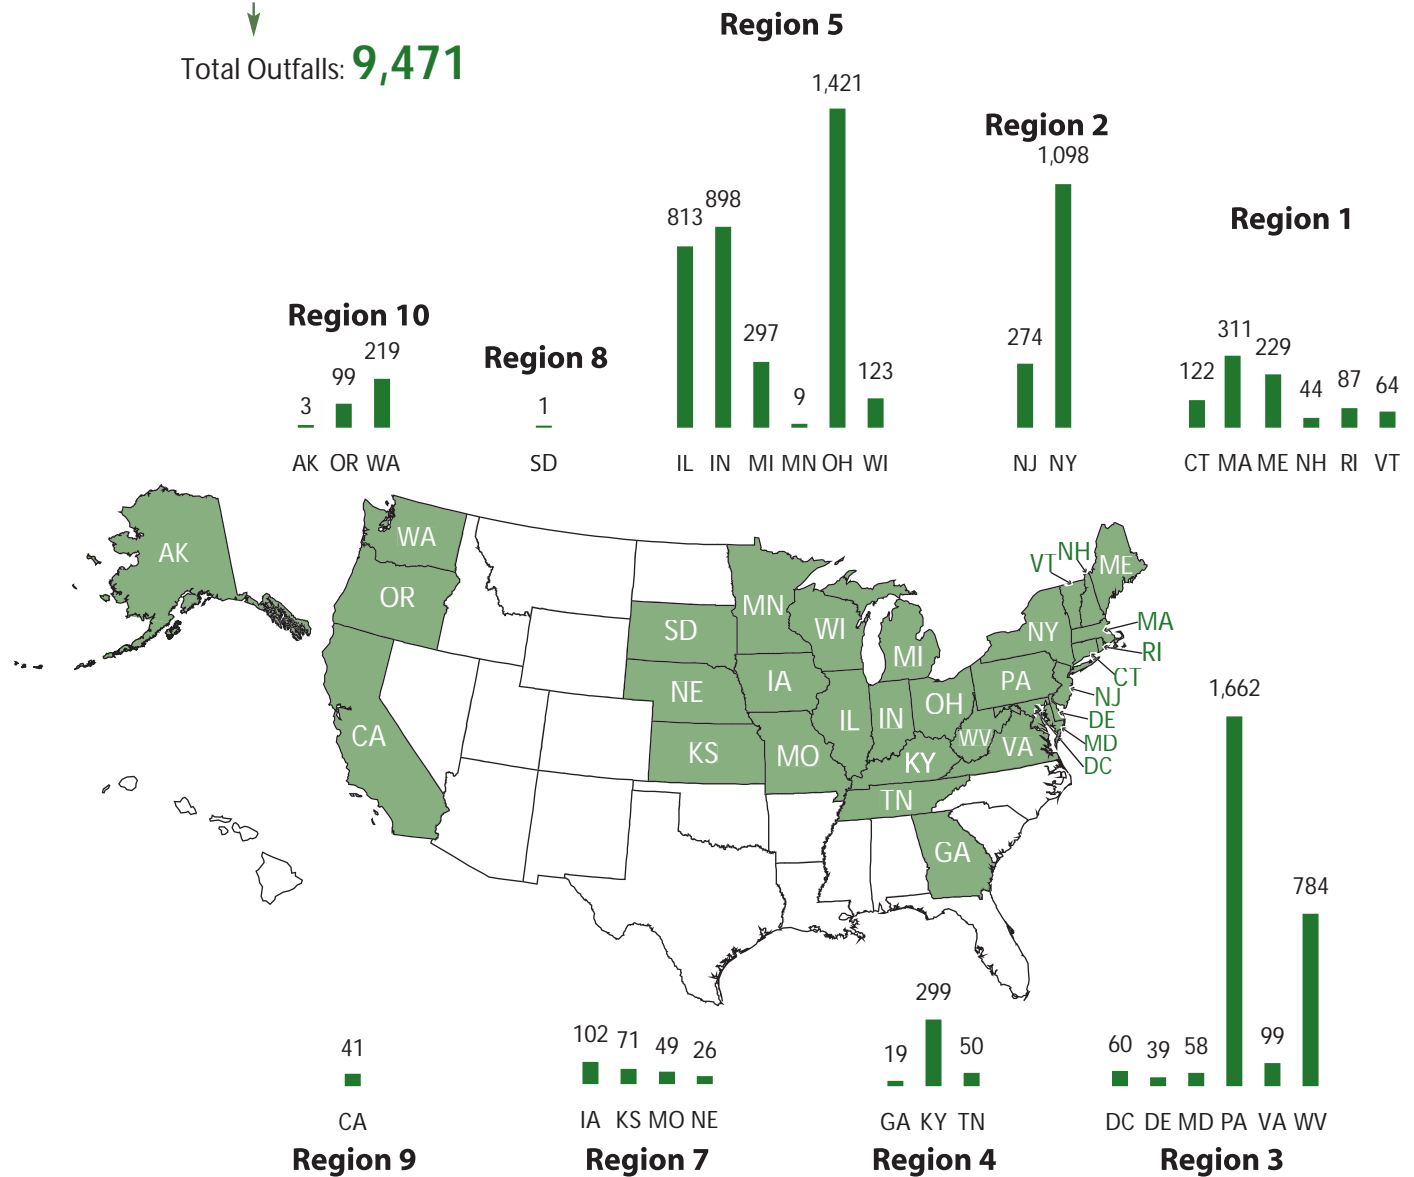 Total Outfalls: 9,471
Region 5
1,421
813
898
297
9
123
IL IN MI MN OH WI
Region 2
1,098
274
NJ NY
Region 1
122
311
229
44
87
64
CT MA ME NH RI VT
Region 10
3
99
219
AK OR WA
Region 8
1
SD
AK
WA
OR
CA
SD
NE
KS
MN
IA
MO
WI
IL
MI
IN
OH
KY
TN
GA
WV
VA
PA
NY
VT
NH
ME
MA
RI
CT
NJ
DE
MD
DC
41
CA
Region 9
102
71
49
26
IA KS MO NE
Region 7
19
299
50
GA KY TN
Region 4
60
39
58
1,662
99
784
DC DE MD PA VA WV
Region 3